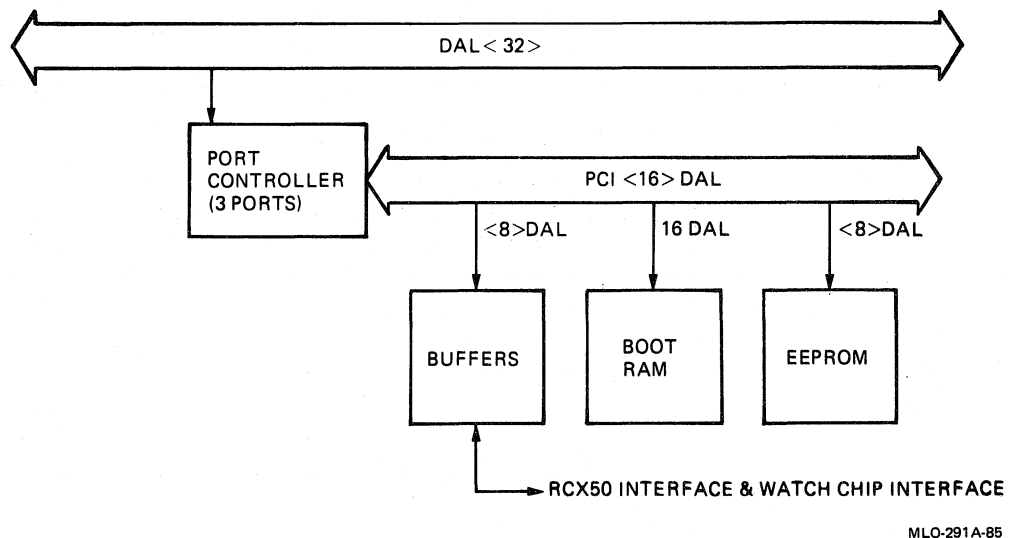 DAL< 32>
PORT
CONTROLLER
(3 PORTS)
PCI <16> DAL
<8>DAL
16 DAL
<8>DAL
BUFFERS
BOOT
RAM
EEPROM
RCX50 INTERFACE & WATCH CHIP INTERFACE
MLO-291A-85